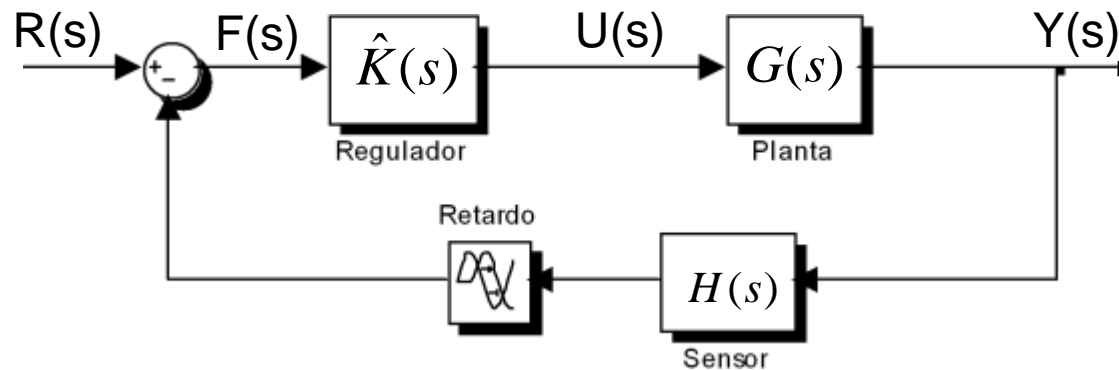 R(s)
F(s)
K̂(s)
U(s)
G(s)
Y(s)
+
−
Regulador
Planta
Retardo
H(s)
Sensor